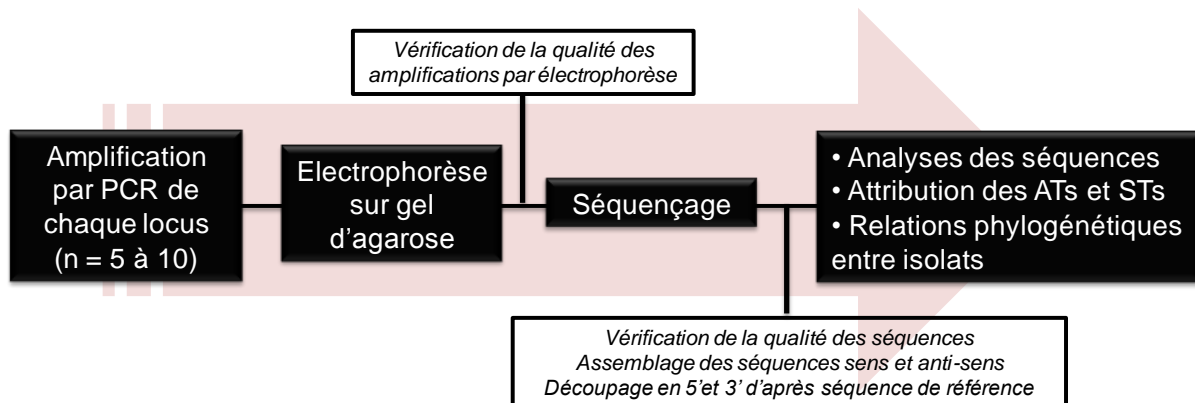 Vérification de la qualité des
amplifications par électrophorèse
Amplification
par PCR de
chaque locus
(n = 5 à 10)
Electrophorèse
sur gel
d’agarose
Séquençage
• Analyses des séquences
• Attribution des ATs et STs
• Relations phylogénétiques
entre isolats
Vérification de la qualité des séquences
Assemblage des séquences sens et anti-sens
Découpage en 5’et 3’ d’après séquence de référence